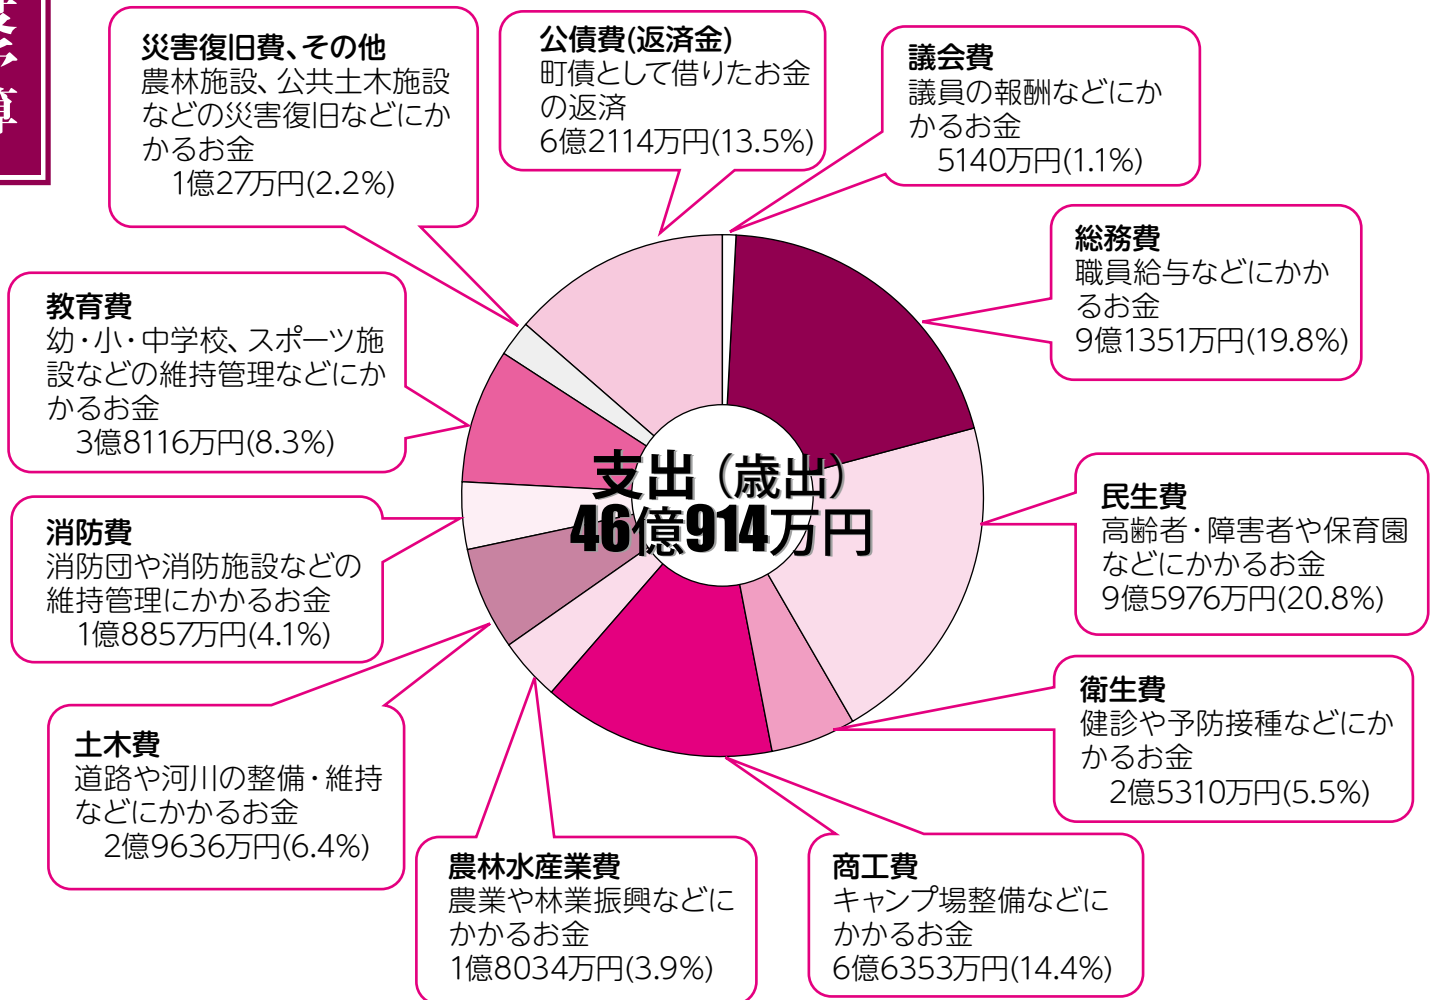 算
災害復旧費、その他
農林施設、公共土木施設
などの災害復旧などにか
かるお金
1億27万円(2.2%)
公債費(返済金)
町債として借りたお金
の返済
6億2114万円(13.5%)
議会費
議員の報酬などにか
かるお金
5140万円(1.1%)
総務費
職員給与などにかか
るお金
9億1351万円(19.8%)
教育費
幼・小・中学校、スポーツ施
設などの維持管理などにか
かるお金
3億8116万円(8.3%)
支出(歳出)
46億914万円
民生費
高齢者・障害者や保育園
などにかかるお金
9億5976万円(20.8%)
消防費
消防団や消防施設などの
維持管理にかかるお金
1億8857万円(4.1%)
衛生費
健診や予防接種などにか
かるお金
2億5310万円(5.5%)
土木費
道路や河川の整備・維持
などにかかるお金
2億9636万円(6.4%)
農林水産業費
農業や林業振興などに
かかるお金
1億8034万円(3.9%)
商工費
キャンプ場整備などに
かかるお金
6億6353万円(14.4%)